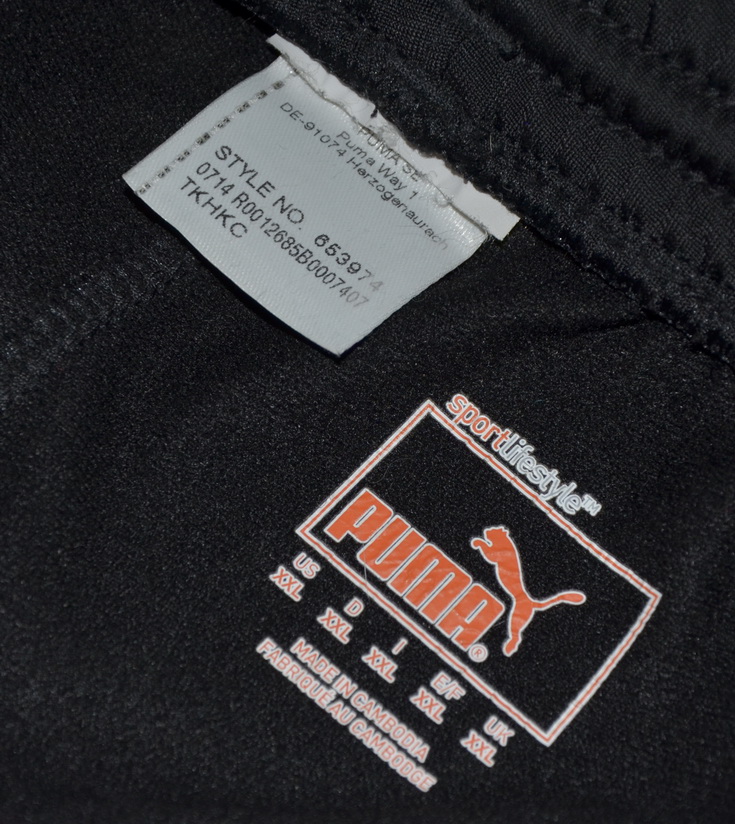 PUMA SE
Puma Way 1
DE-91074 Herzogenaurach
STYLE NO. 653974
0714 R0012685B0007407
TKHKC
sportlifestyle™
PUMA®
US D I E/F UK
XXL XXL XXL XXL XXL
MADE IN CAMBODIA
FABRIQUÉ AU CAMBODGE